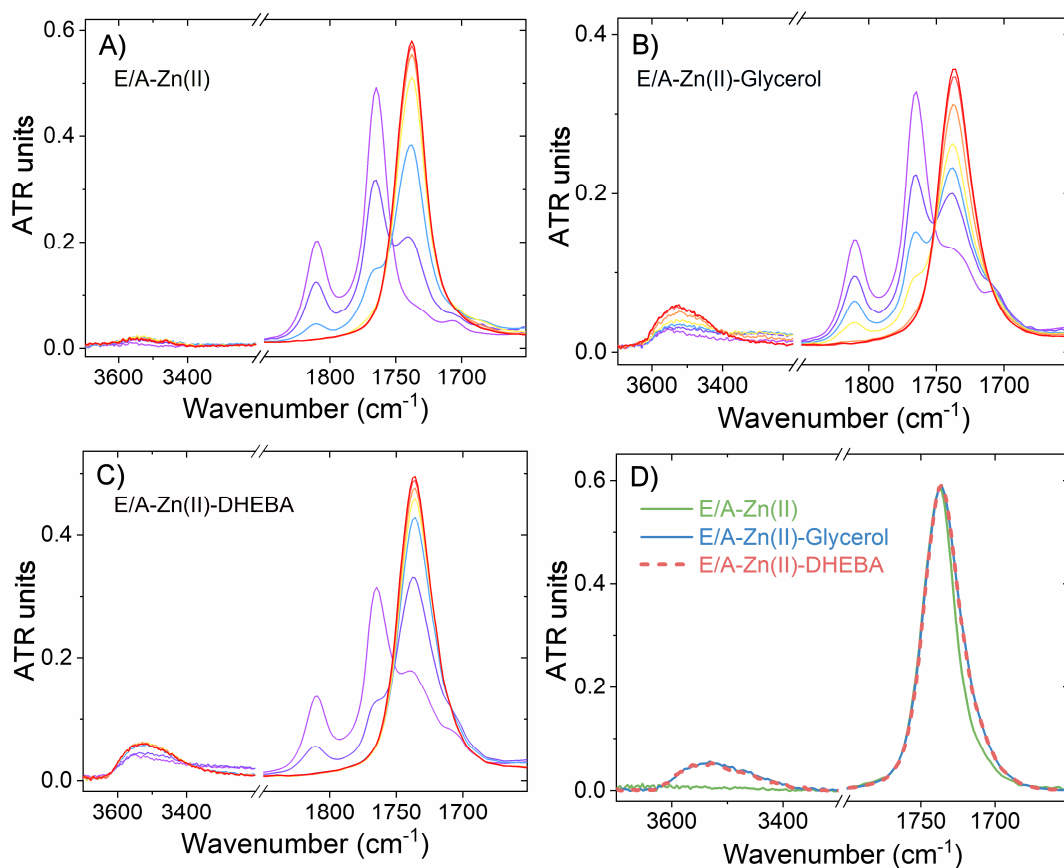 A)
E/A-Zn(II)
ATR units
0.6
0.4
0.2
0.0
3600 3400 1800 1750 1700
Wavenumber (cm⁻¹)
B)
E/A-Zn(II)-Glycerol
ATR units
0.4
0.2
0.0
3600 3400 1800 1750 1700
Wavenumber (cm⁻¹)
C)
E/A-Zn(II)-DHEBA
ATR units
0.4
0.2
0.0
3600 3400 1800 1750 1700
Wavenumber (cm⁻¹)
D)
E/A-Zn(II)
E/A-Zn(II)-Glycerol
E/A-Zn(II)-DHEBA
ATR units
0.6
0.4
0.2
0.0
3600 3400 1750 1700
Wavenumber (cm⁻¹)